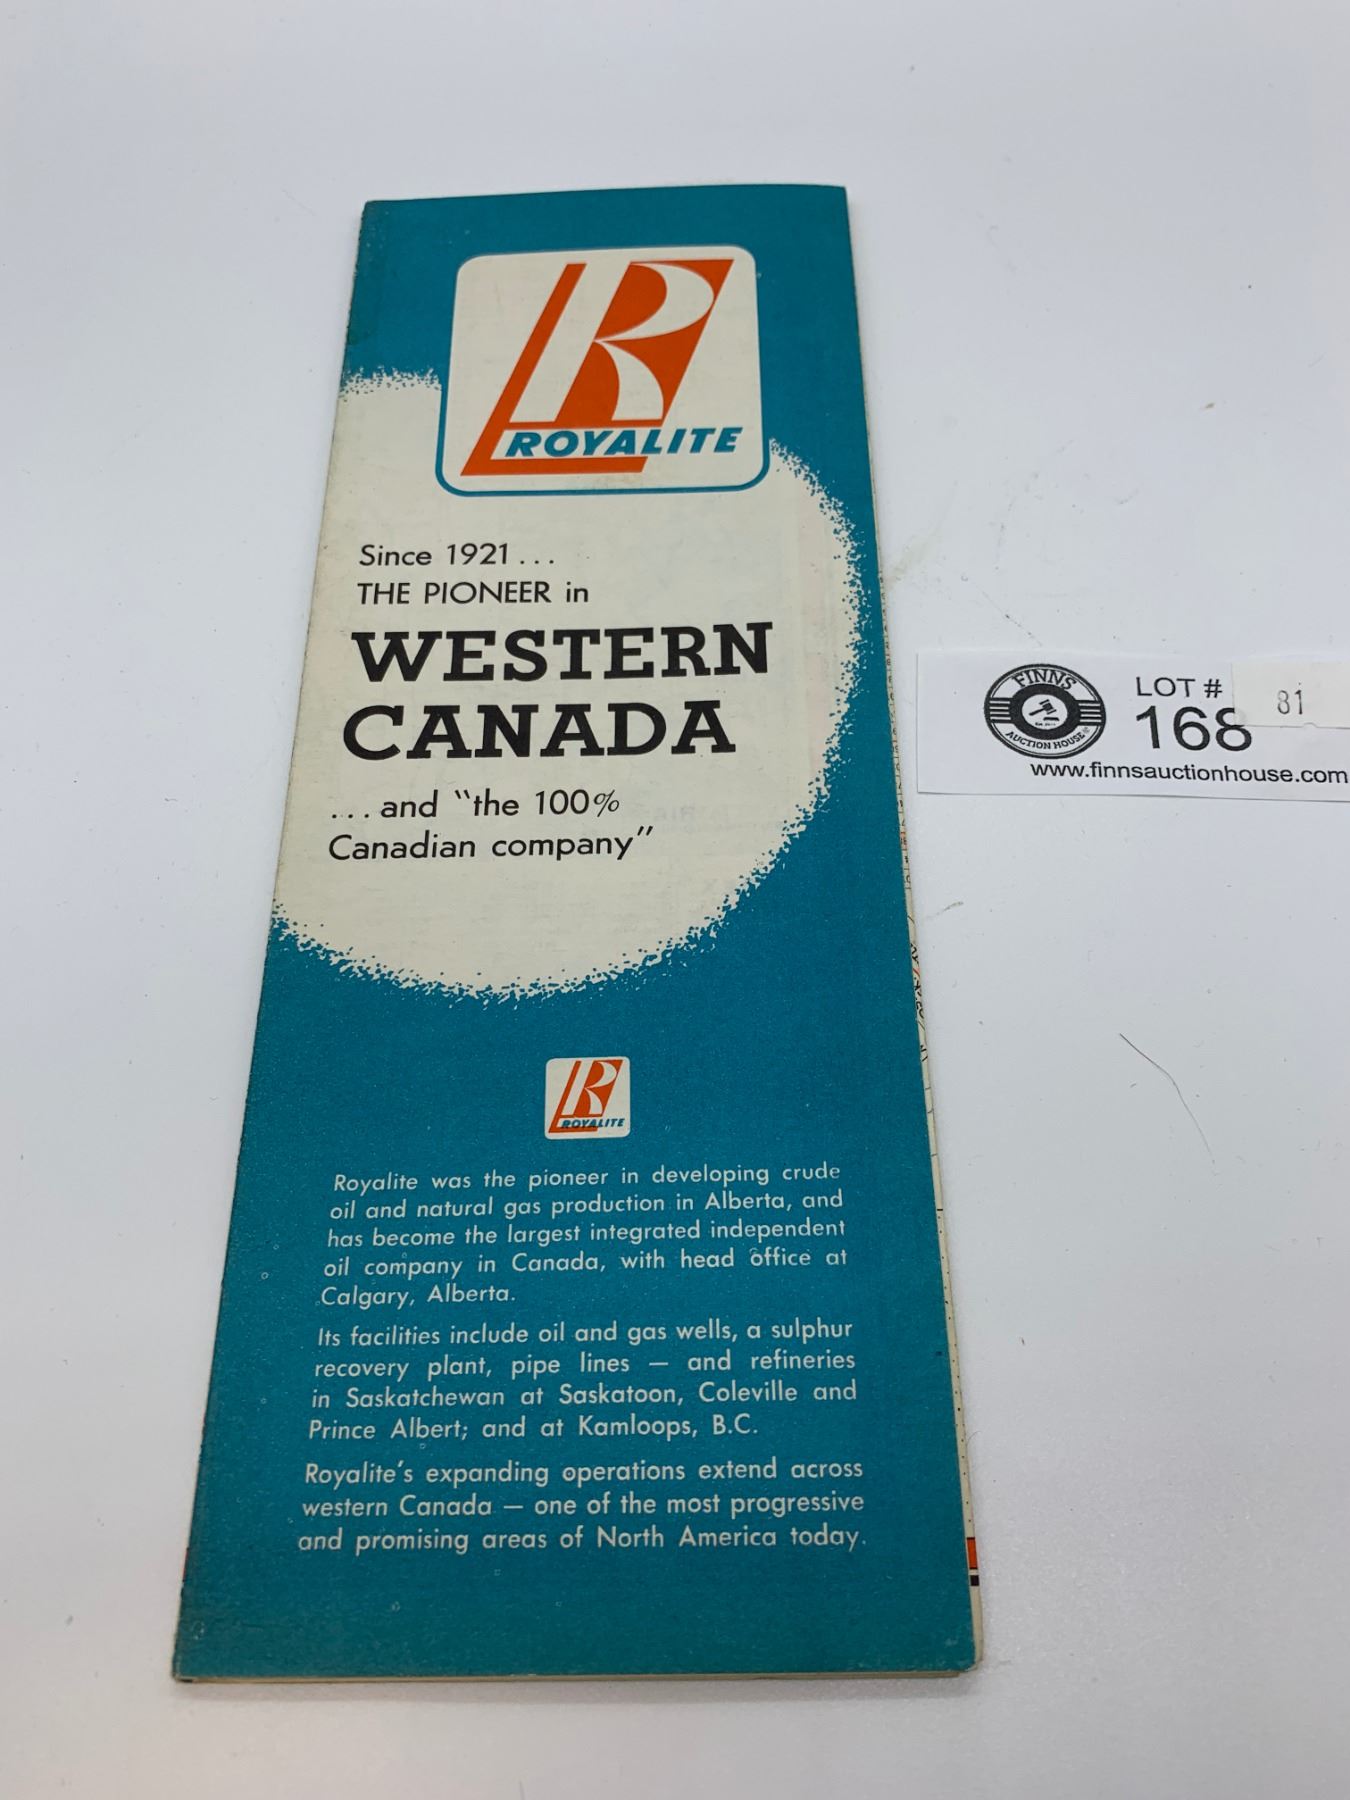 ROYALITE
Since 1921...
THE PIONEER in
WESTERN
CANADA
...and "the 100%
Canadian company"
ROYALITE
Royalite was the pioneer in developing crude
oil and natural gas production in Alberta, and
has become the largest integrated independent
oil company in Canada, with head office at
Calgary, Alberta.
Its facilities include oil and gas wells, a sulphur
recovery plant, pipe lines — and refineries
in Saskatchewan at Saskatoon, Coleville and
Prince Albert; and at Kamloops, B.C.
Royalite's expanding operations extend across
western Canada — one of the most progressive
and promising areas of North America today.
FINNS
AUCTION HOUSE
LOT #
168
81
www.finnsauctionhouse.com